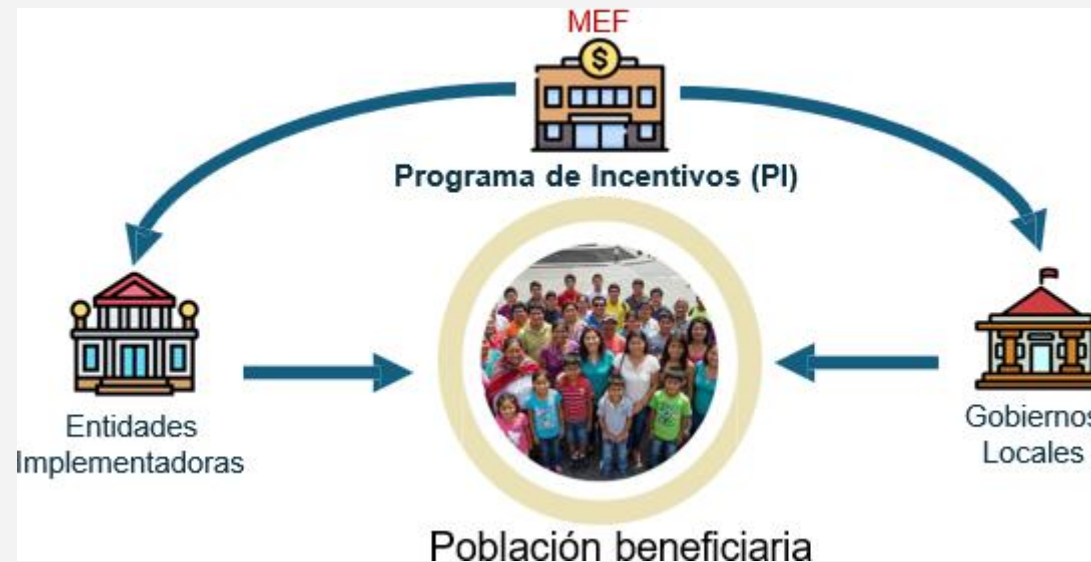 MEF
$
Programa de Incentivos (PI)
Entidades
Implementadoras
Gobiernos
Locales
Población beneficiaria